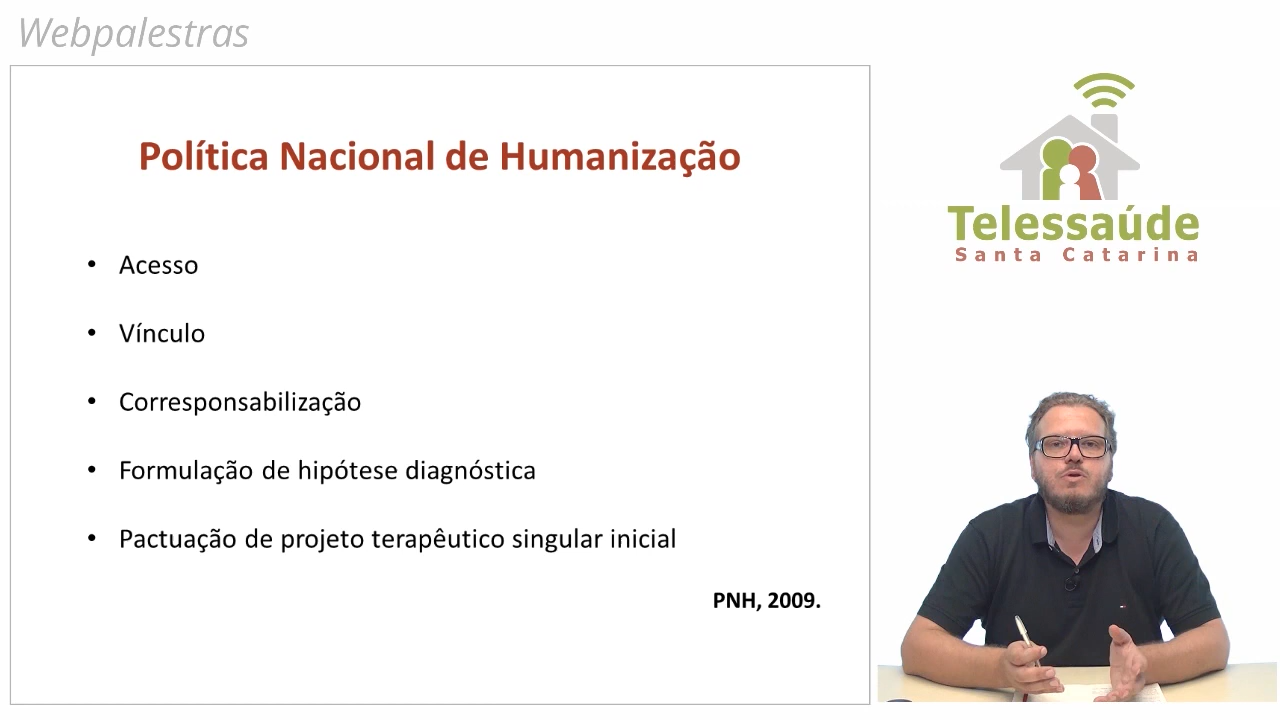 Webpalestras
Política Nacional de Humanização
• Acesso
• Vínculo
• Corresponsabilização
• Formulação de hipótese diagnóstica
• Pactuação de projeto terapêutico singular inicial
PNH, 2009.
Telessaúde
Santa Catarina